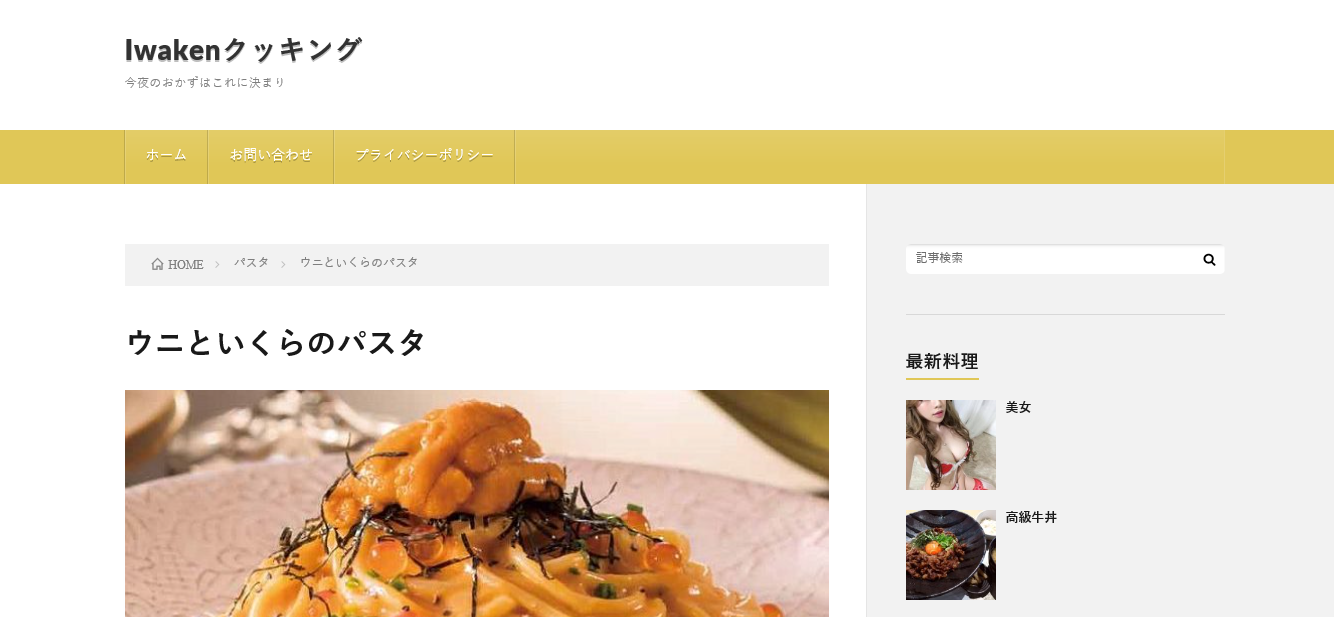 Iwakenクッキング
今夜のおかずはこれに決まり
ホーム
お問い合わせ
プライバシーポリシー
HOME
パスタ
ウニといくらのパスタ
ウニといくらのパスタ
記事検索
最新料理
美女
高級牛丼